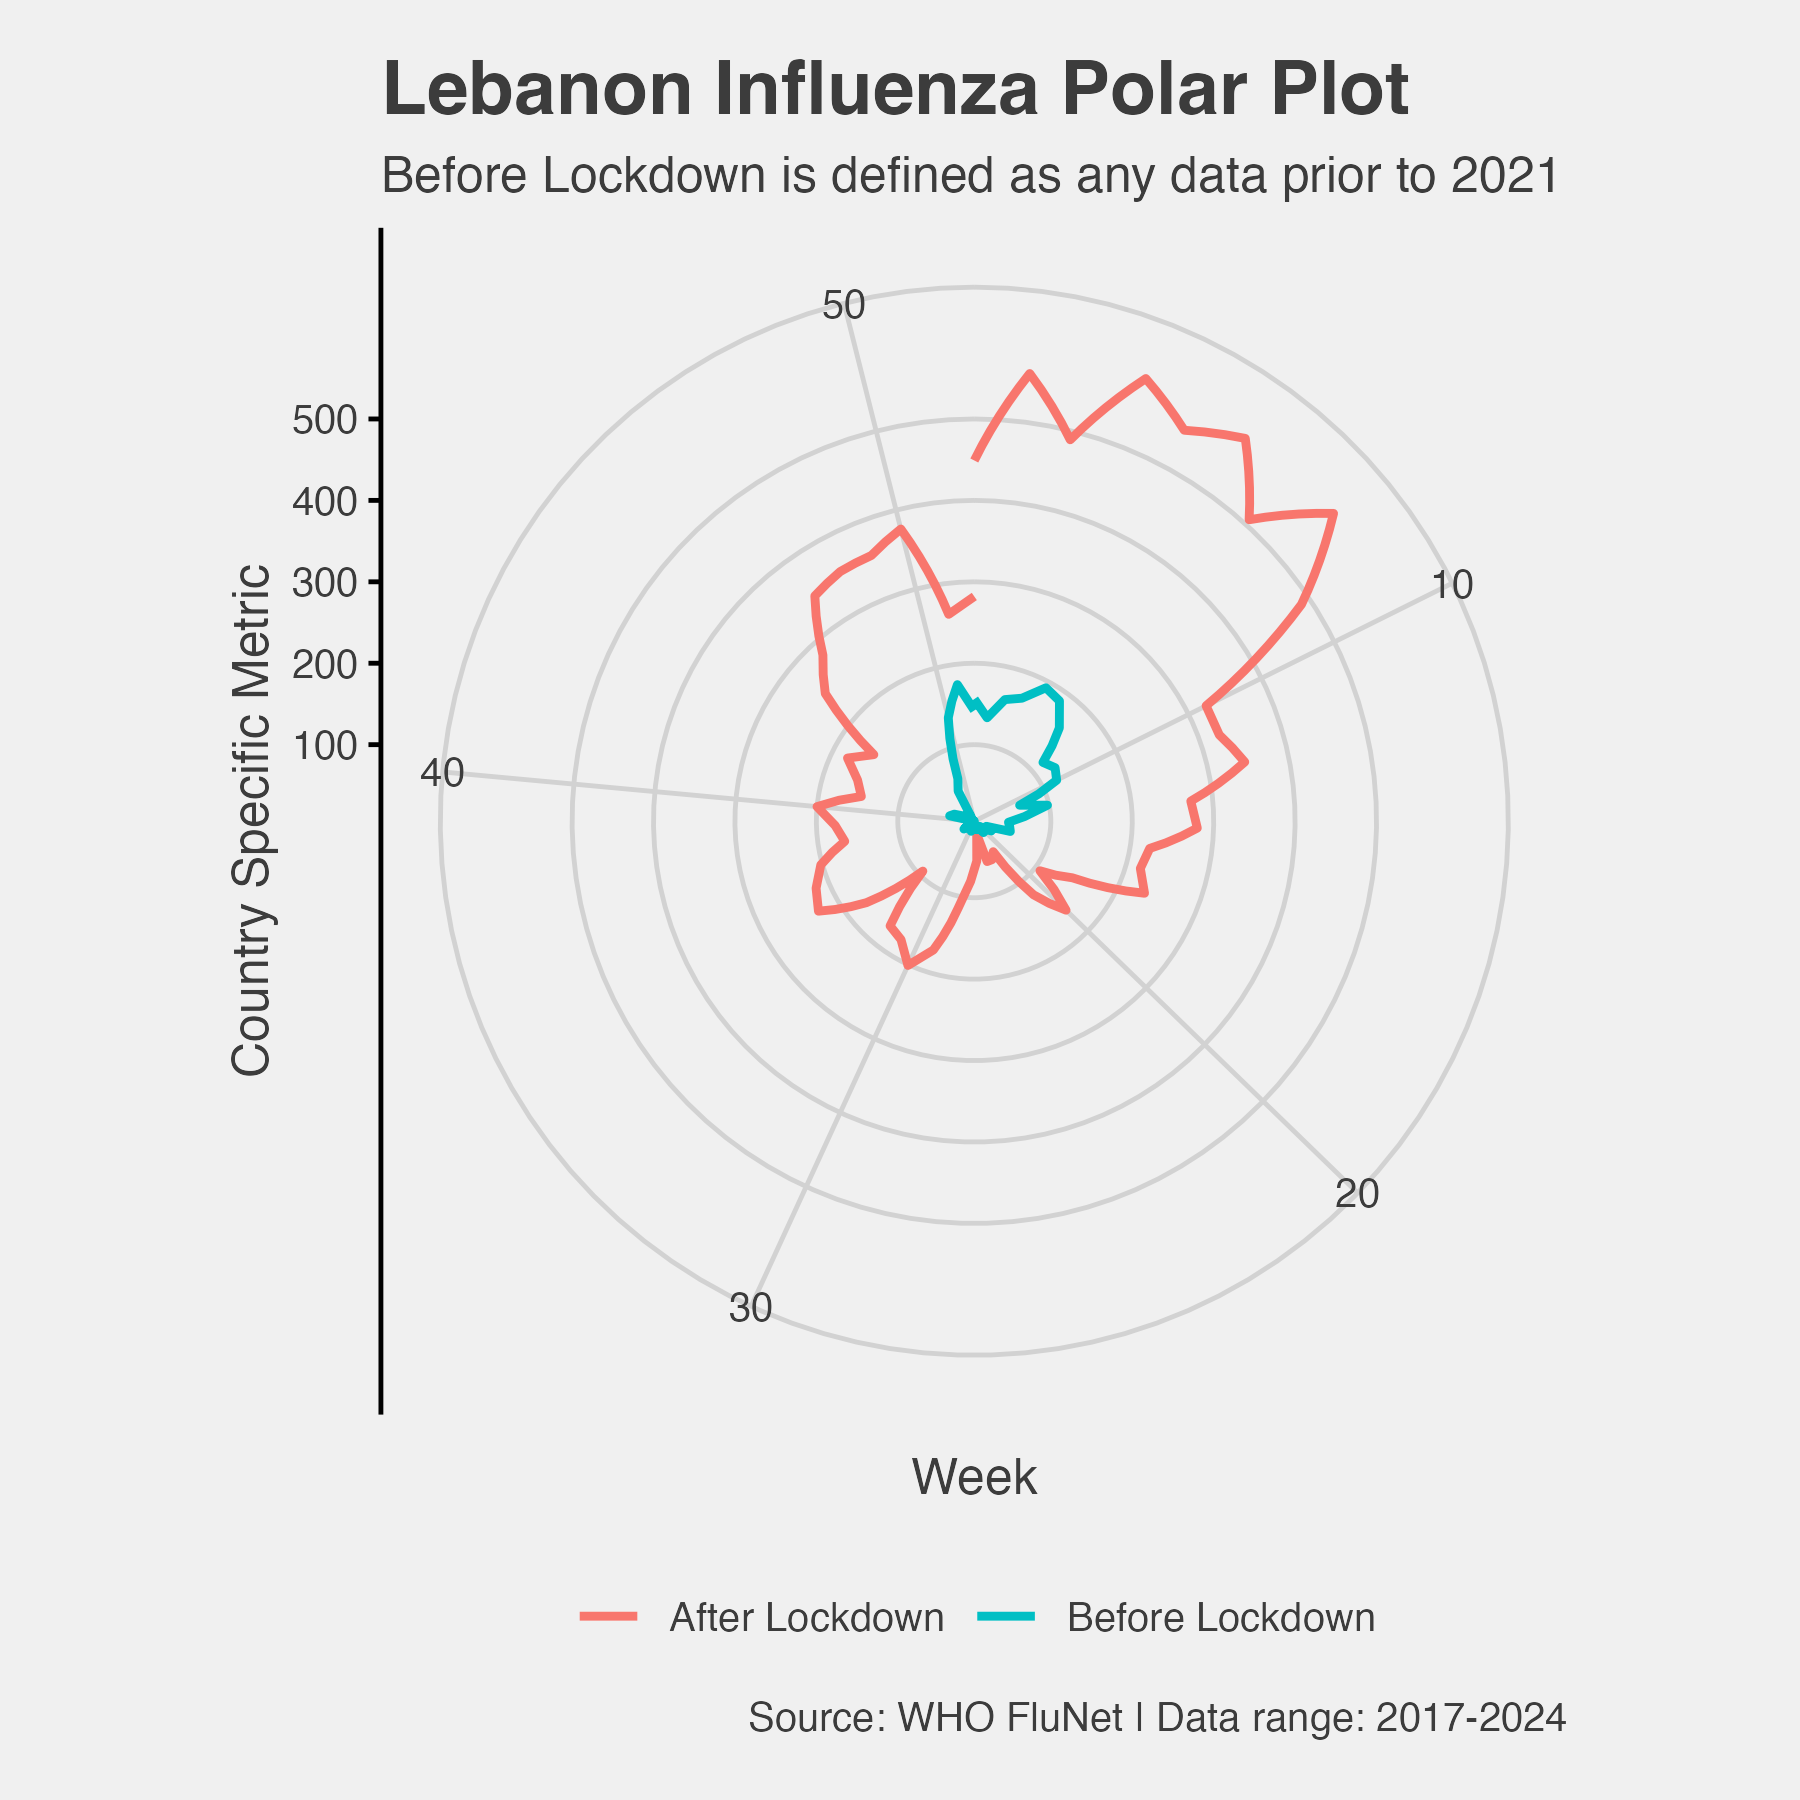 Lebanon Influenza Polar Plot
Before Lockdown is defined as any data prior to 2021
50
500
400
300
200
100
10
40
20
30
Country Specific Metric
Week
After Lockdown
Before Lockdown
Source: WHO FluNet | Data range: 2017-2024